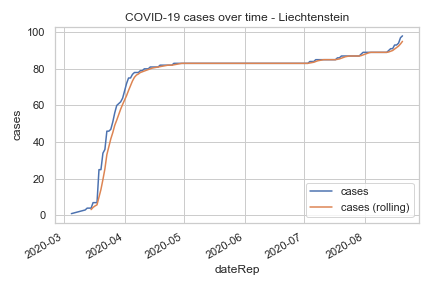 COVID-19 cases over time - Liechtenstein
100
80
60
40
20
0
cases
cases
cases (rolling)
2020-03
2020-04
2020-05
2020-06
2020-07
2020-08
dateRep